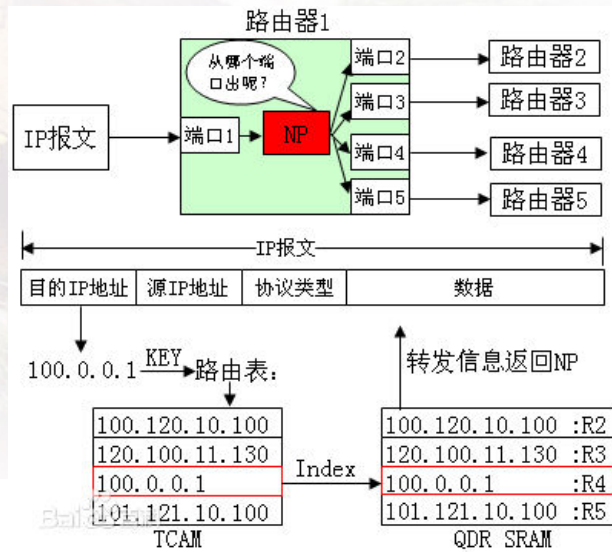 路由器1
从哪个端
口出呢?
IP报文
端口1
NP
端口2
端口3
端口4
端口5
路由器2
路由器3
路由器4
路由器5
IP报文
目的IP地址 源IP地址 协议类型 数据
100.0.0.1 KEY 路由表:
转发信息返回NP
100.120.10.100
120.100.11.130
100.0.0.1
101.121.10.100
TCAM
Index
100.120.10.100 :R2
120.100.11.130 :R3
100.0.0.1 :R4
101.121.10.100 :R5
QDR SRAM
Bai 百科